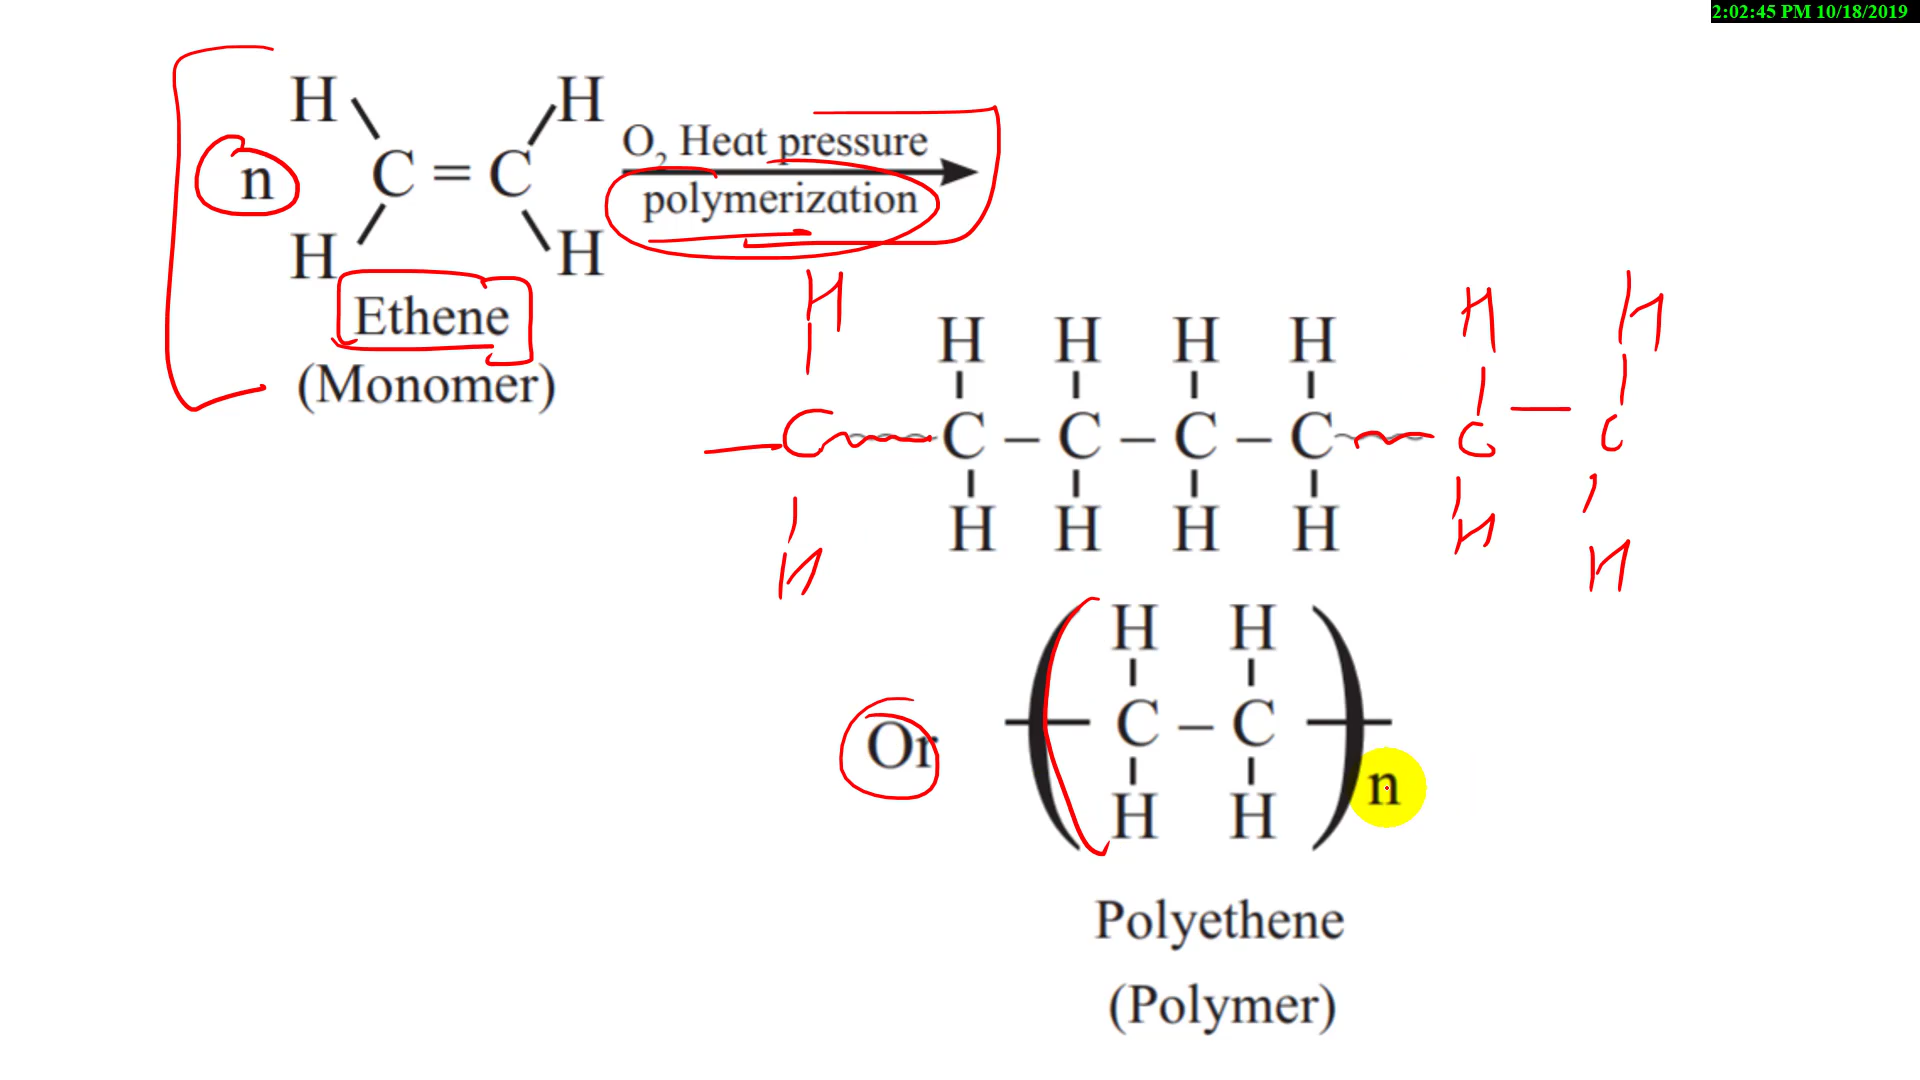 2:02:45 PM 10/18/2019
H H
n C = C
H H
O₂ Heat pressure
polymerization
Ethene
(Monomer)
H H H H H H H
C C – C – C – C C — C
H H H H H H H
Or
H H
C – C
H H
n
Polyethene
(Polymer)